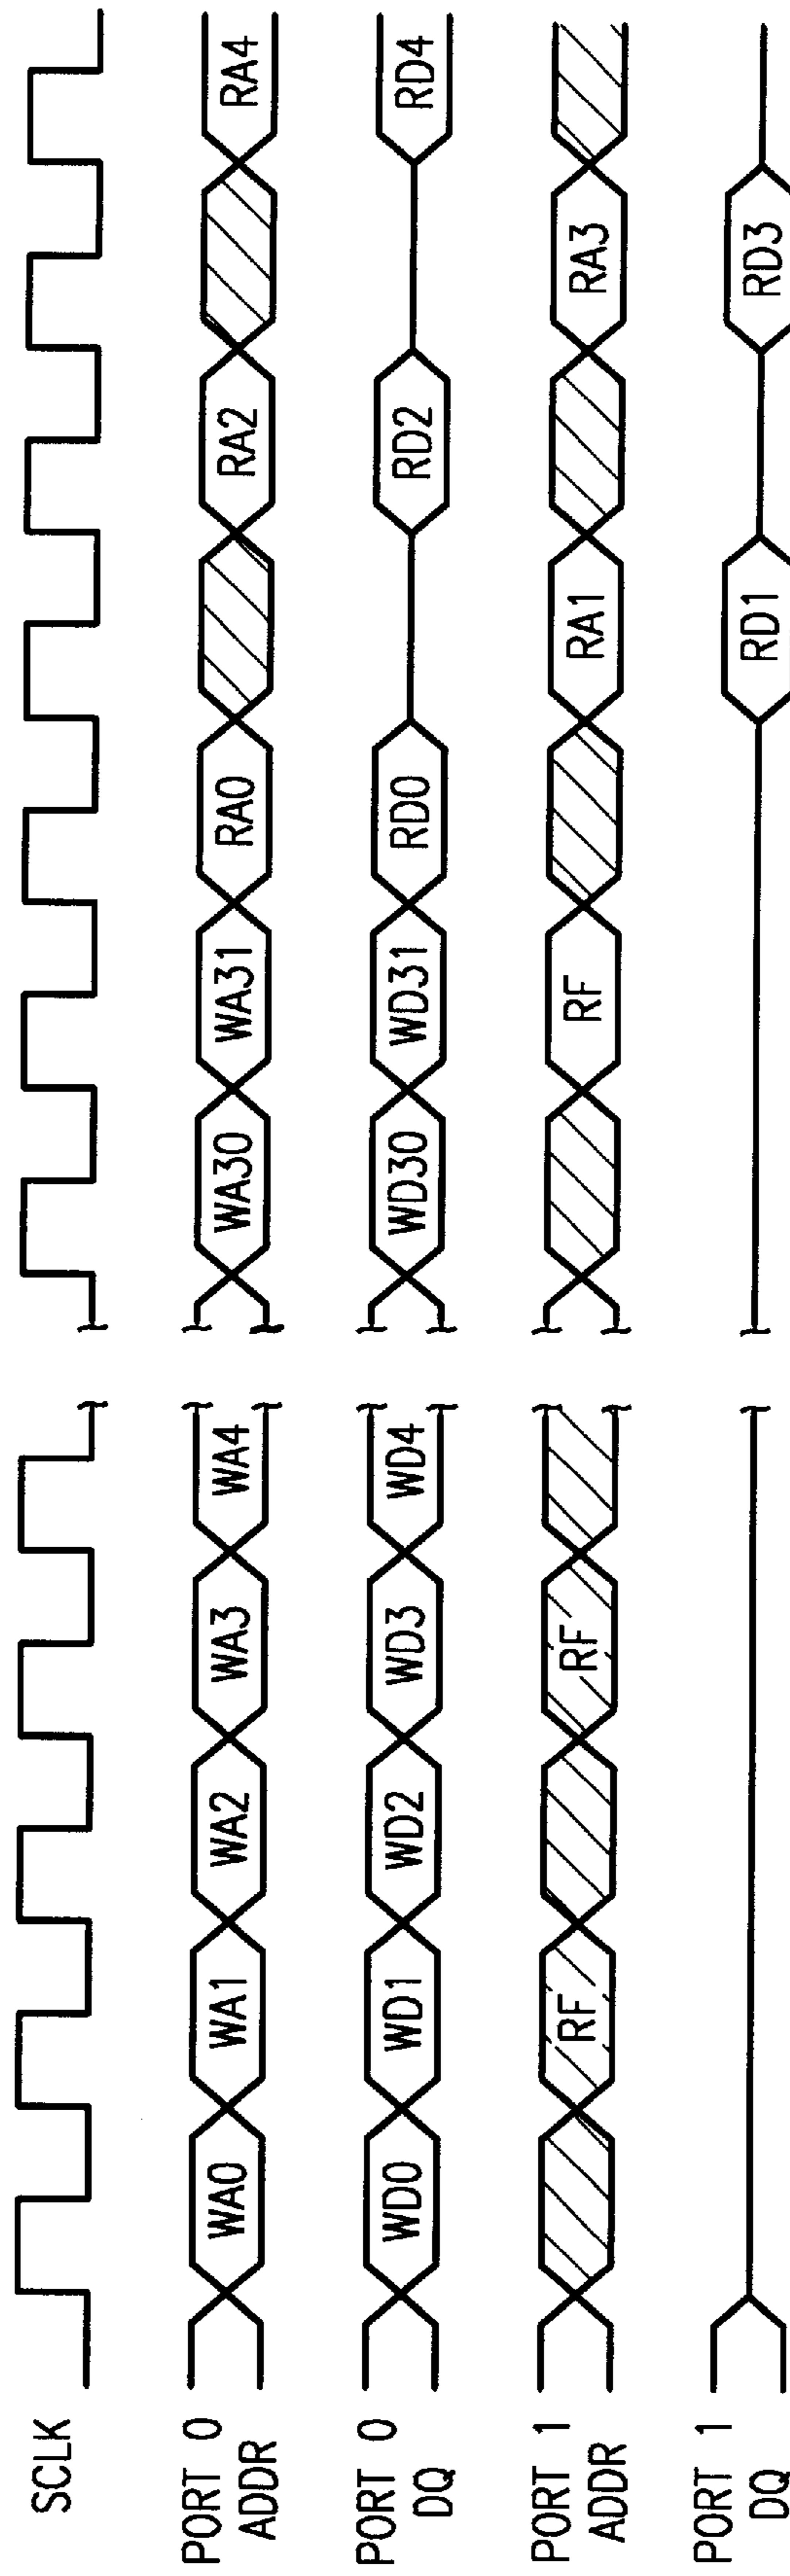 SCLK
PORT 0
ADDR
WA0
WA1
WA2
WA3
WA4
WA30
WA31
RA0
RA2
RA4
PORT 0
DQ
WD0
WD1
WD2
WD3
WD4
WD30
WD31
RD0
RD2
RD4
PORT 1
ADDR
RF
RF
RF
RA1
RA3
PORT 1
DQ
RD1
RD3